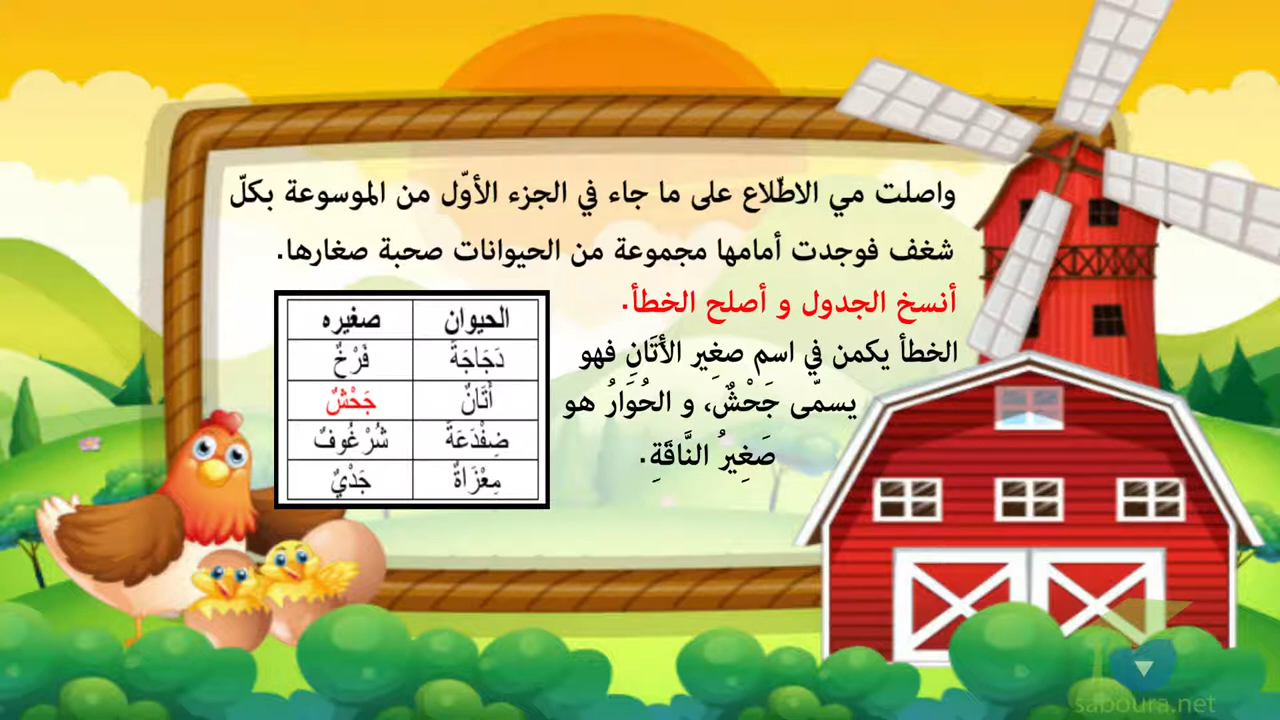 واصلت مي الاطّلاع على ما جاء في الجزء الأوّل من الموسوعة بكلّ
شغف فوجدت أمامها مجموعة من الحيوانات صحبة صغارها.
أنسخ الجدول و أصلح الخطأ.
الخطأ يكمن في اسم صغِير الأَتَانِ فهو
يسمّى جَحْشٌ، و الحُوَارُ هو
صَغِيرُ النَّاقَةِ.
الحيوان صغيره
دَجَاجَةٌ فَرْخٌ
أَتَانٌ جَحْشٌ
ضِفْدَعَةٌ شُرْغُوفٌ
مِعْزَاةٌ جَدْيٌ
saboura.net